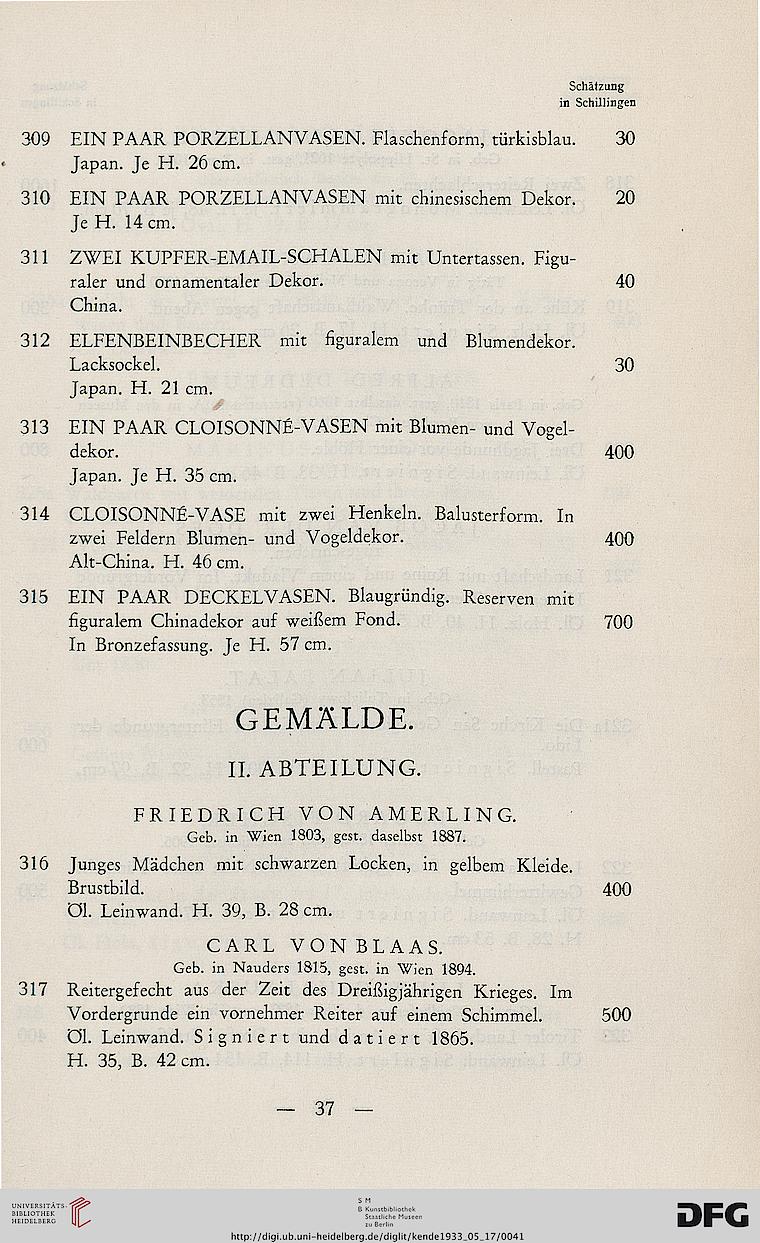 Schätzung
in Schillingen
309 EIN PAAR PORZELLANVASEN. Flaschenform, türkisblau. 30
Japan. Je H. 26 cm.
310 EIN PAAR PORZELLANVASEN mit chinesischem Dekor. 20
Je H. 14 cm.
311 ZWEI KUPFER-EMAIL-SCHALEN mit Untertassen. Figu-
raler und ornamentaler Dekor. 40
China.
312 ELFENBEINBECHER mit figuralem und Blumendekor.
Lacksockel. 30
Japan. H. 21 cm.
313 EIN PAAR CLOISONNÉ-VASEN mit Blumen- und Vogel-
dekor. 400
Japan. Je H. 35 cm.
314 CLOISONNÉ-VASE mit zwei Henkeln. Balusterform. In
zwei Feldern Blumen- und Vogeldekor. 400
Alt-China. H. 46 cm.
315 EIN PAAR DECKELVASEN. Blaugründig. Reserven mit
figuralem Chinadekor auf weißem Fond. 700
In Bronzefassung. Je H. 57 cm.
GEMÄLDE.
II. ABTEILUNG.
FRIEDRICH VON AMERLING.
Geb. in Wien 1803, gest. daselbst 1887.
316 Junges Mädchen mit schwarzen Locken, in gelbem Kleide.
Brustbild. 400
Öl. Leinwand. H. 39, B. 28 cm.
CARL VON BLAAS.
Geb. in Nauders 1815, gest. in Wien 1894.
317 Reitergefecht aus der Zeit des Dreißigjährigen Krieges. Im
Vordergrunde ein vornehmer Reiter auf einem Schimmel. 500
Öl. Leinwand. Signiert und datiert 1865.
H. 35, B. 42 cm.
— 37 —
UNIVERSITÄTS-
BIBLIOTHEK
HEIDELBERG
S M
B Kunstbibliothek
Staatliche Museen
zu Berlin
DFG
http://digi.ub.uni-heidelberg.de/diglit/kende1933_05_17/0041